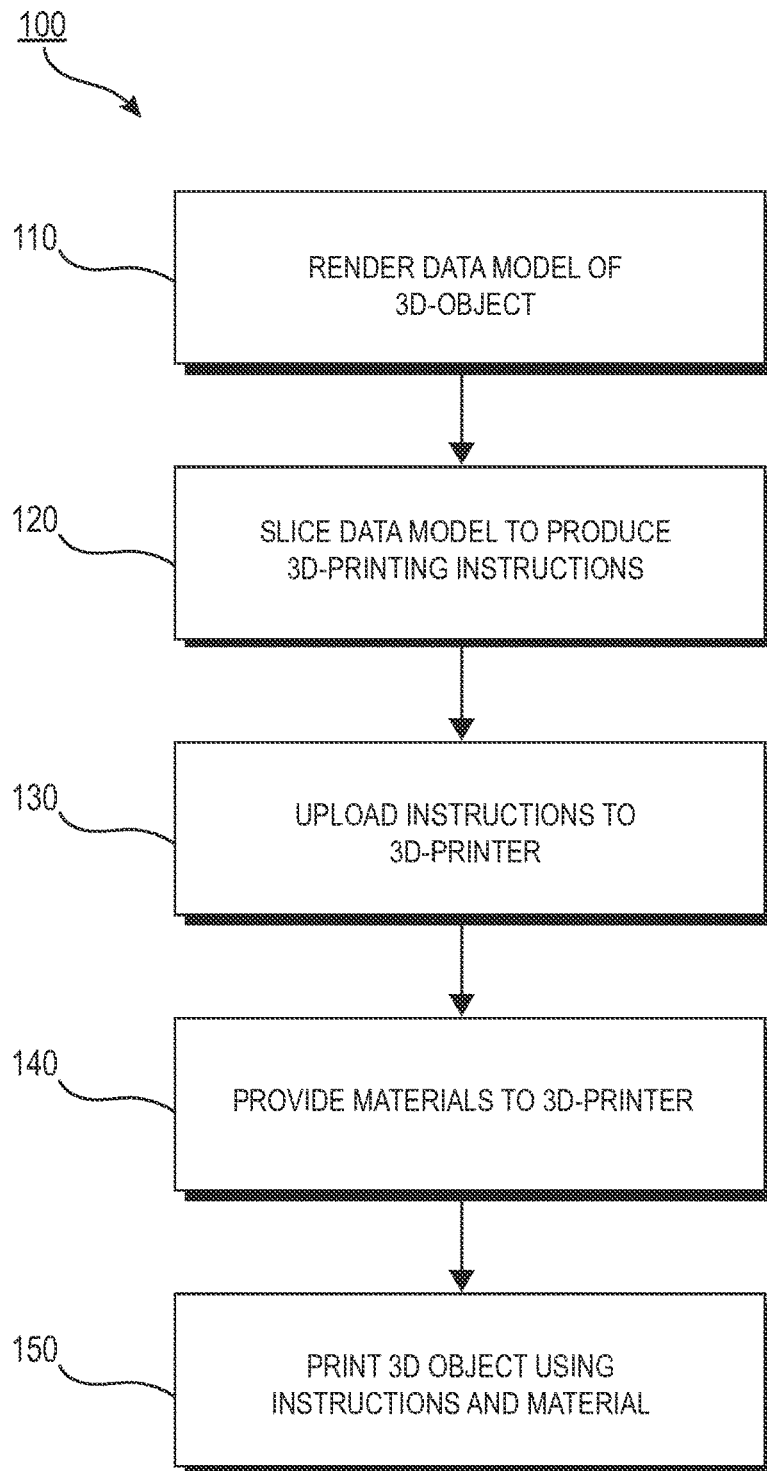 100
110
RENDER DATA MODEL OF
3D-OBJECT
120
SLICE DATA MODEL TO PRODUCE
3D-PRINTING INSTRUCTIONS
130
UPLOAD INSTRUCTIONS TO
3D-PRINTER
140
PROVIDE MATERIALS TO 3D-PRINTER
150
PRINT 3D OBJECT USING
INSTRUCTIONS AND MATERIAL